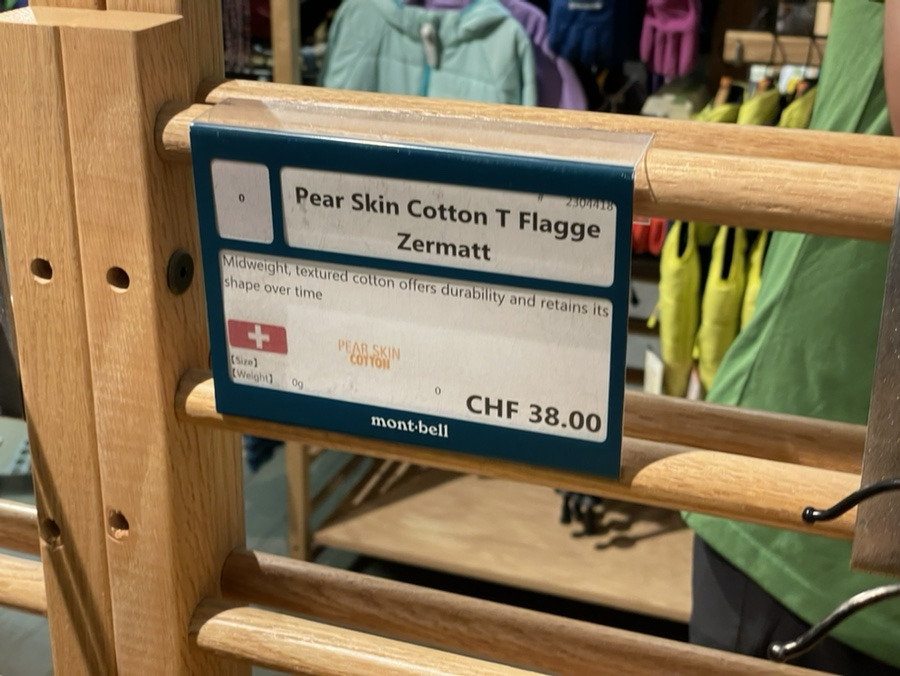 0
# 2304418
Pear Skin Cotton T Flagge
Zermatt
Midweight, textured cotton offers durability and retains its
shape over time
PEAR SKIN
COTTON
【Size】
【Weight】 0g
0
CHF 38.00
mont·bell